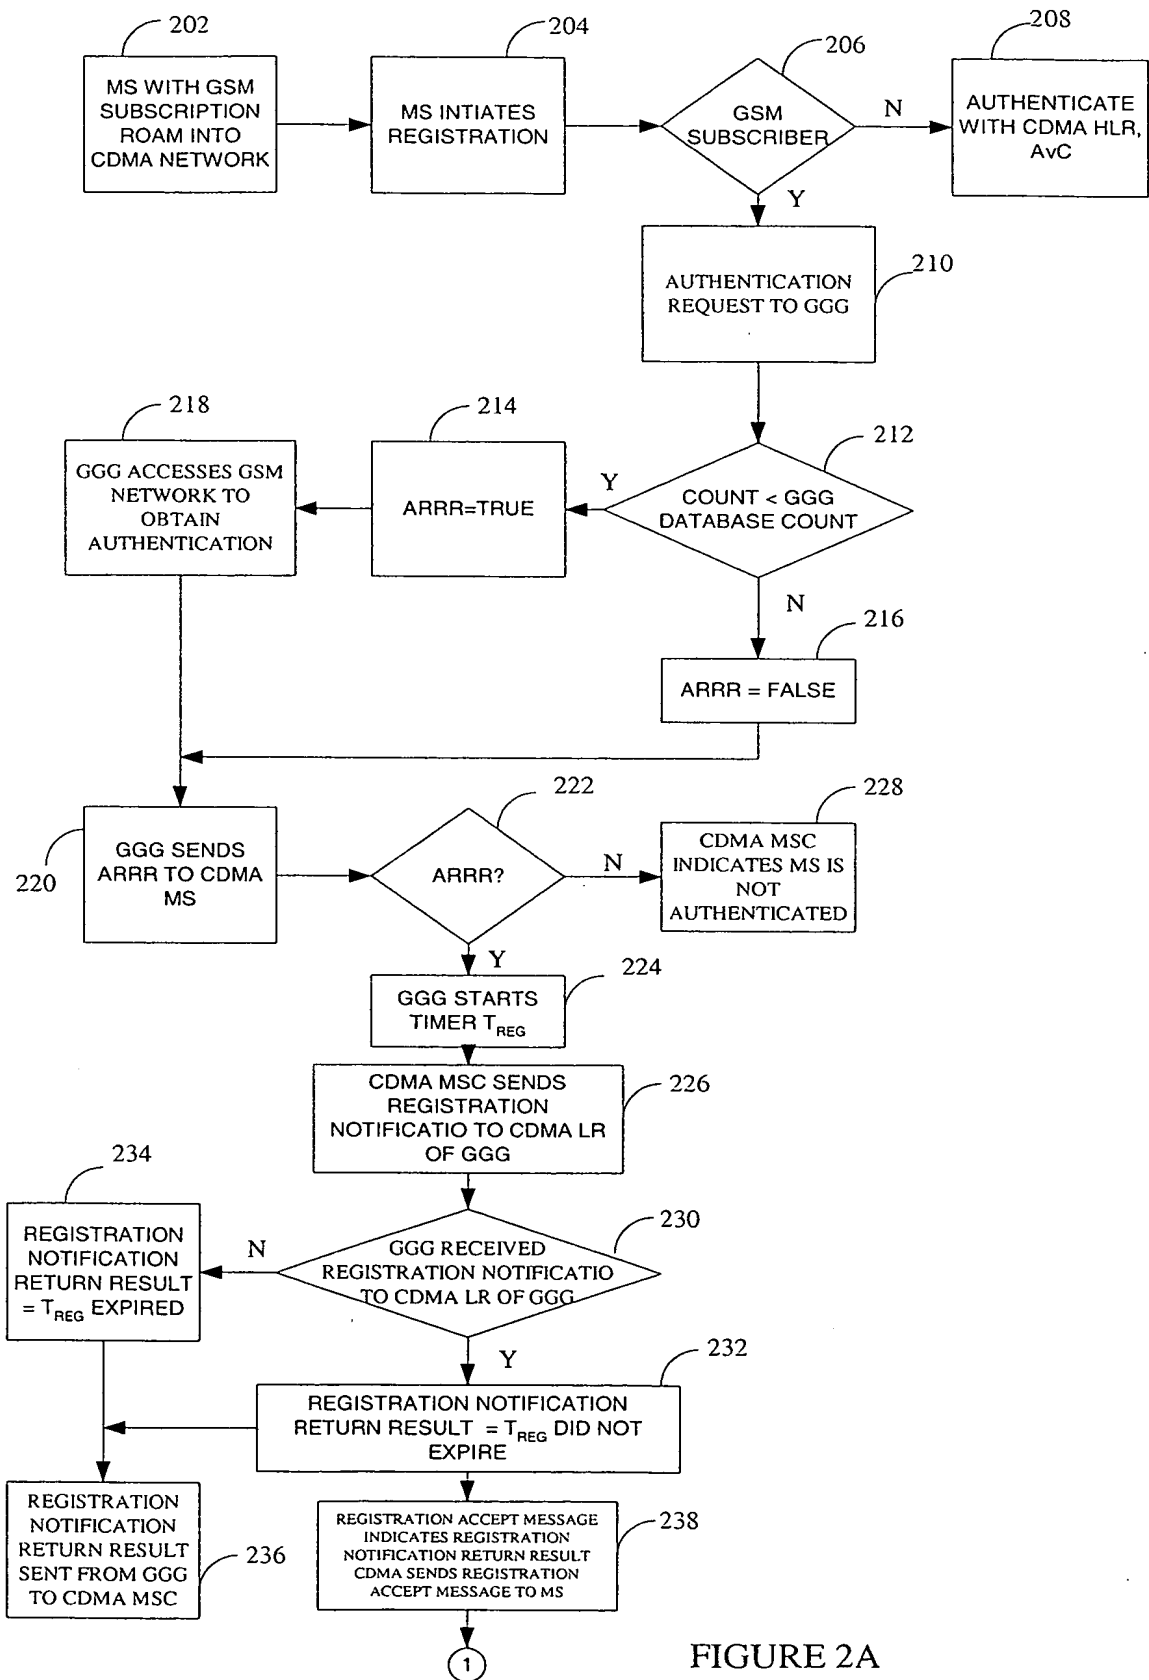 202
MS WITH GSM
SUBSCRIPTION
ROAM INTO
CDMA NETWORK
204
MS INTIATES
REGISTRATION
206
GSM
SUBSCRIBER
N
Y
208
AUTHENTICATE
WITH CDMA HLR,
AvC
210
AUTHENTICATION
REQUEST TO GGG
212
COUNT < GGG
DATABASE COUNT
Y
N
214
ARRR=TRUE
218
GGG ACCESSES GSM
NETWORK TO
OBTAIN
AUTHENTICATION
216
ARRR = FALSE
220
GGG SENDS
ARRR TO CDMA
MS
222
ARRR?
N
Y
228
CDMA MSC
INDICATES MS IS
NOT
AUTHENTICATED
224
GGG STARTS
TIMER TREG
226
CDMA MSC SENDS
REGISTRATION
NOTIFICATIO TO CDMA LR
OF GGG
230
GGG RECEIVED
REGISTRATION NOTIFICATIO
TO CDMA LR OF GGG
N
Y
234
REGISTRATION
NOTIFICATION
RETURN RESULT
= TREG EXPIRED
232
REGISTRATION NOTIFICATION
RETURN RESULT = TREG DID NOT
EXPIRE
236
REGISTRATION
NOTIFICATION
RETURN RESULT
SENT FROM GGG
TO CDMA MSC
238
REGISTRATION ACCEPT MESSAGE
INDICATES REGISTRATION
NOTIFICATION RETURN RESULT
CDMA SENDS REGISTRATION
ACCEPT MESSAGE TO MS
1
FIGURE 2A